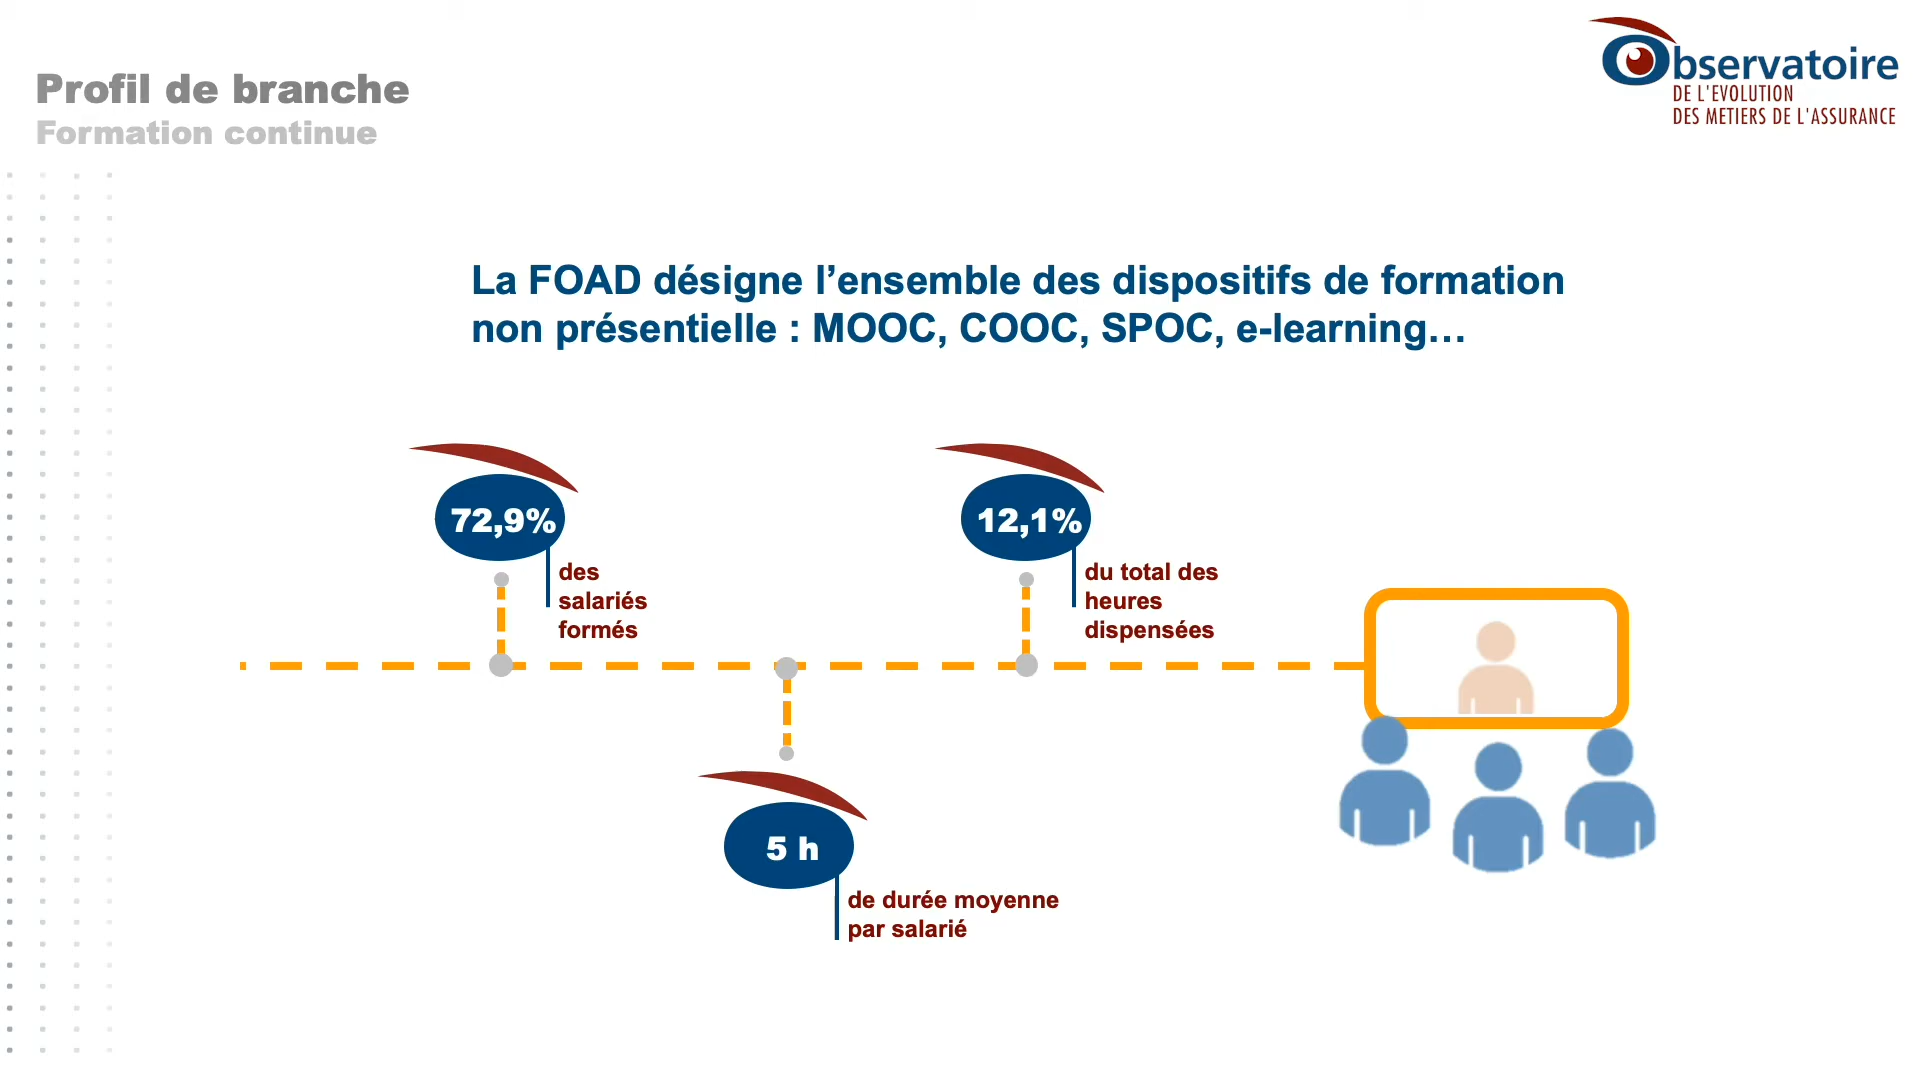 Profil de branche
Formation continue
Observatoire
DE L'EVOLUTION
DES METIERS DE L'ASSURANCE
La FOAD désigne l’ensemble des dispositifs de formation
non présentielle : MOOC, COOC, SPOC, e-learning…
72,9%
des
salariés
formés
12,1%
du total des
heures
dispensées
5 h
de durée moyenne
par salarié